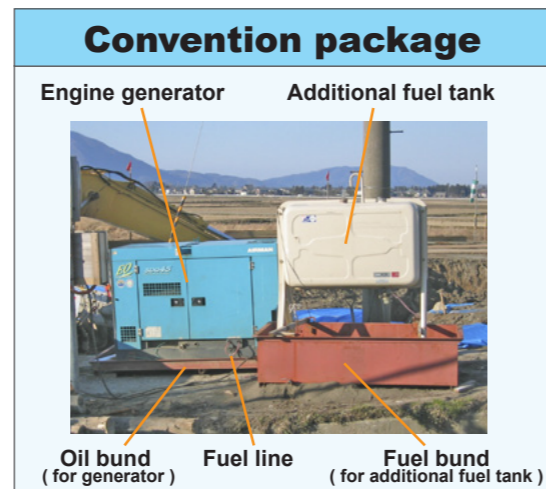 Convention package
Engine generator
Additional fuel tank
AIRMAN
Oil bund
( for generator )
Fuel line
Fuel bund
( for additional fuel tank )